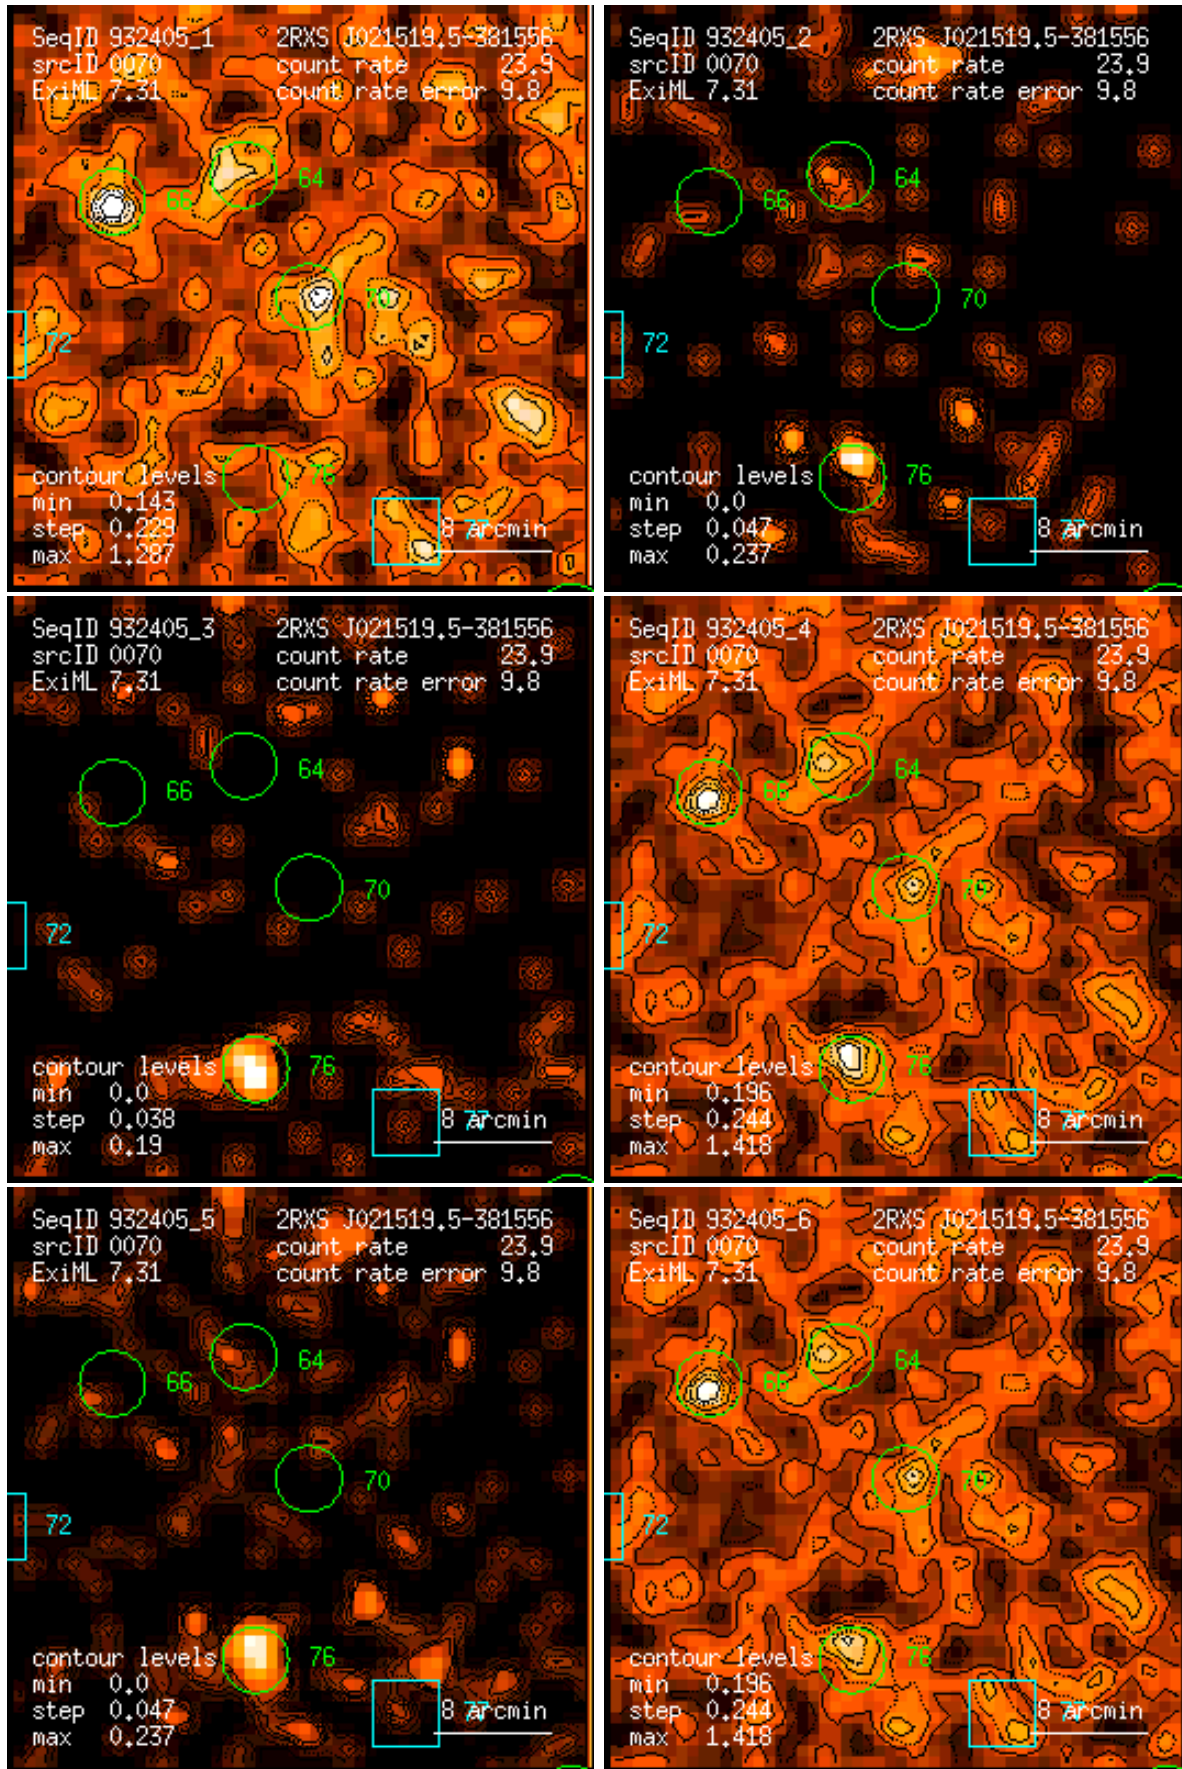 SeqID 932405_1 2RXS J021519.5-381556
srcID 0070 count rate 23.9
ExiML 7.31 count rate error 9.8
64
66
70
72
contour levels 76
min 0.143
step 0.229 77 8 arcmin
max 1.287
SeqID 932405_2 2RXS J021519.5-381556
srcID 0070 count rate 23.9
ExiML 7.31 count rate error 9.8
64
66
70
72
contour levels 76
min 0.0
step 0.047 77 8 arcmin
max 0.237
SeqID 932405_3 2RXS J021519.5-381556
srcID 0070 count rate 23.9
ExiML 7.31 count rate error 9.8
64
66
70
72
contour levels 76
min 0.0
step 0.038 77 8 arcmin
max 0.19
SeqID 932405_4 2RXS J021519.5-381556
srcID 0070 count rate 23.9
ExiML 7.31 count rate error 9.8
64
66
70
72
contour levels 76
min 0.196
step 0.244 77 8 arcmin
max 1.418
SeqID 932405_5 2RXS J021519.5-381556
srcID 0070 count rate 23.9
ExiML 7.31 count rate error 9.8
64
66
70
72
contour levels 76
min 0.0
step 0.047 77 8 arcmin
max 0.237
SeqID 932405_6 2RXS J021519.5-381556
srcID 0070 count rate 23.9
ExiML 7.31 count rate error 9.8
64
66
70
72
contour levels 76
min 0.196
step 0.244 77 8 arcmin
max 1.418